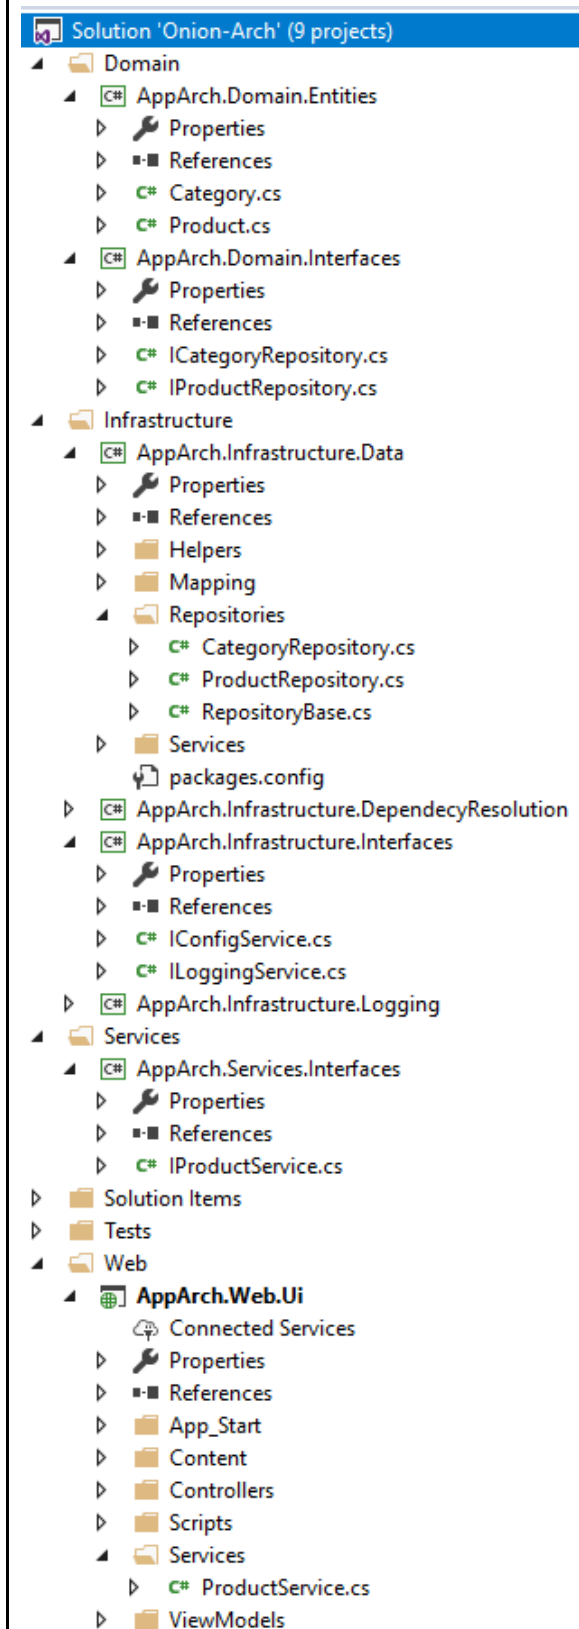 Solution 'Onion-Arch' (9 projects)
Domain
C# AppArch.Domain.Entities
Properties
References
C# Category.cs
C# Product.cs
C# AppArch.Domain.Interfaces
Properties
References
C# ICategoryRepository.cs
C# IProductRepository.cs
Infrastructure
C# AppArch.Infrastructure.Data
Properties
References
Helpers
Mapping
Repositories
C# CategoryRepository.cs
C# ProductRepository.cs
C# RepositoryBase.cs
Services
packages.config
C# AppArch.Infrastructure.DependecyResolution
C# AppArch.Infrastructure.Interfaces
Properties
References
C# IConfigService.cs
C# ILoggingService.cs
C# AppArch.Infrastructure.Logging
Services
C# AppArch.Services.Interfaces
Properties
References
C# IProductService.cs
Solution Items
Tests
Web
AppArch.Web.Ui
Connected Services
Properties
References
App_Start
Content
Controllers
Scripts
Services
C# ProductService.cs
ViewModels